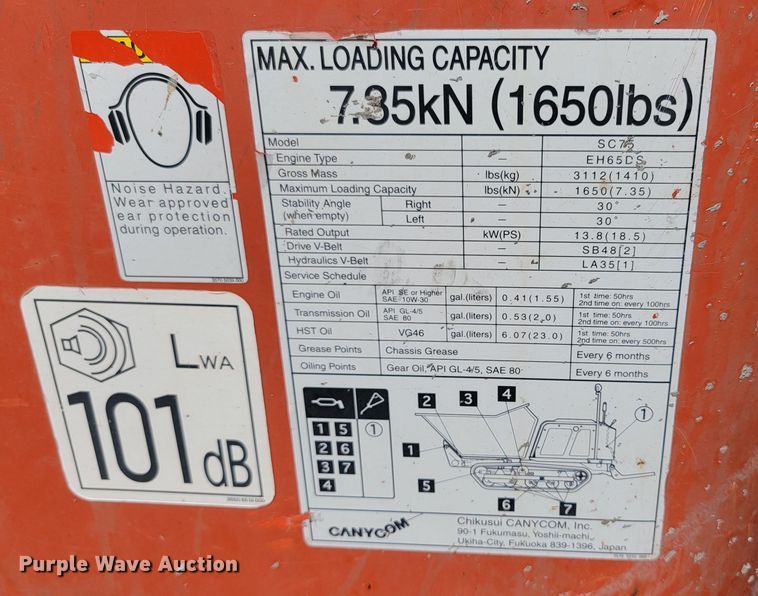 Noise Hazard.
Wear approved
ear protection
during operation.
LWA
101dB
MAX. LOADING CAPACITY
7.35kN (1650lbs)
Model — SC75
Engine Type — EH65DS
Gross Mass lbs(kg) 3112(1410)
Maximum Loading Capacity lbs(kN) 1650(7.35)
Stability Angle Right — 30°
(when empty) Left — 30°
Rated Output kW(PS) 13.8(18.5)
Drive V-Belt — SB48[2]
Hydraulics V-Belt — LA35[1]
Service Schedule
Engine Oil API SE or Higher SAE 10W-30 gal.(liters) 0.41(1.55) 1st time: 50hrs
2nd time on: every 100hrs
Transmission Oil API GL-4/5 SAE 80 gal.(liters) 0.53(2.0) 1st time: 50hrs
2nd time on: every 100hrs
HST Oil VG46 gal.(liters) 6.07(23.0) 1st time: 50hrs
2nd time on: every 500hrs
Grease Points Chassis Grease Every 6 months
Oiling Points Gear Oil, API GL-4/5, SAE 80 Every 6 months
1 5 1
2 6
3 7
4
2 3 4 1
1
5
6 7
CANYCOM
Chikusui CANYCOM, Inc.
90-1 Fukumasu, Yoshii-machi,
Ukiha-City, Fukuoka 839-1396, Japan
Purple Wave Auction